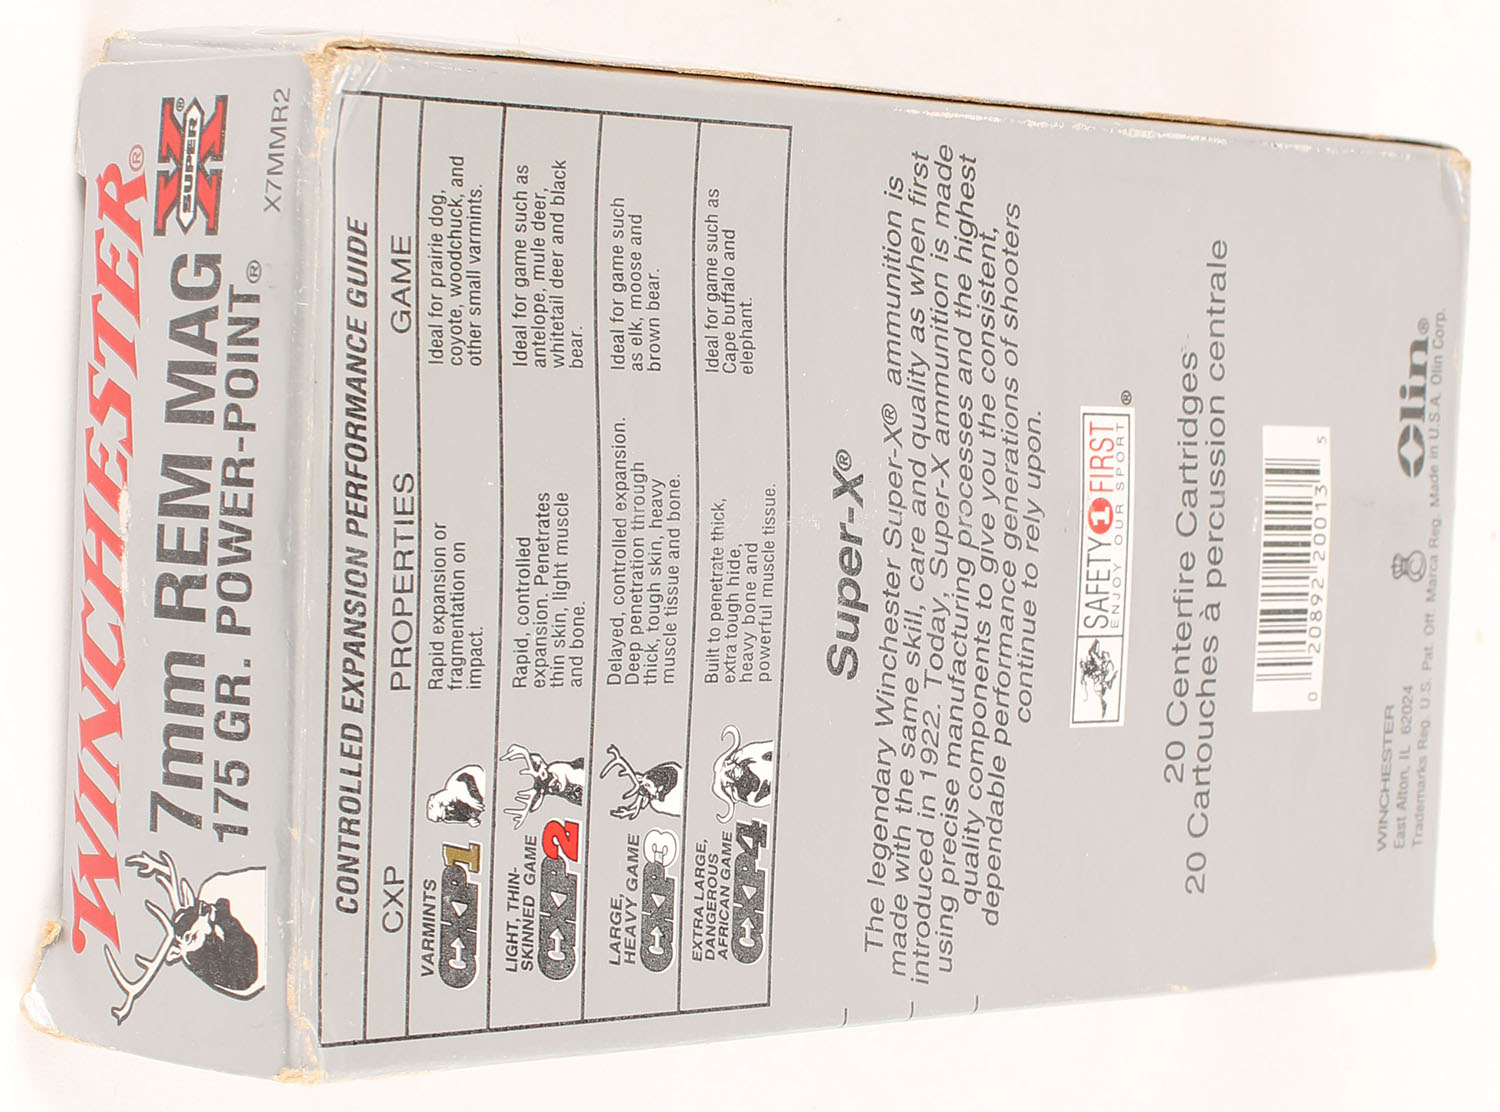 WINCHESTER®
7mm REM MAG
SUPER X®
175 GR. POWER-POINT®
X7MMR2
CONTROLLED EXPANSION PERFORMANCE GUIDE
CXP PROPERTIES GAME
VARMINTS
CXP1
Rapid expansion or
fragmentation on
impact.
Ideal for prairie dog,
coyote, woodchuck, and
other small varmints.
LIGHT, THIN-
SKINNED GAME
CXP2
Rapid, controlled
expansion. Penetrates
thin skin, light muscle
and bone.
Ideal for game such as
antelope, mule deer,
whitetail deer and black
bear.
LARGE,
HEAVY GAME
CXP3
Delayed, controlled expansion.
Deep penetration through
thick, tough skin, heavy
muscle tissue and bone.
Ideal for game such
as elk, moose and
brown bear.
EXTRA LARGE,
DANGEROUS
AFRICAN GAME
CXP4
Built to penetrate thick,
extra tough hide,
heavy bone and
powerful muscle tissue.
Ideal for game such as
Cape buffalo and
elephant.
Super-X®
The legendary Winchester Super-X® ammunition is
made with the same skill, care and quality as when first
introduced in 1922. Today, Super-X ammunition is made
using precise manufacturing processes and the highest
quality components to give you the consistent,
dependable performance generations of shooters
continue to rely upon.
SAFETY 1 FIRST®
ENJOY OUR SPORT
20 Centerfire Cartridges
20 Cartouches à percussion centrale
0 20892 20013 5
WINCHESTER
East Alton, IL 62024
Olin®
Trademarks Reg. U.S. Pat. Off. Marca Reg. Made in U.S.A. Olin Corp.